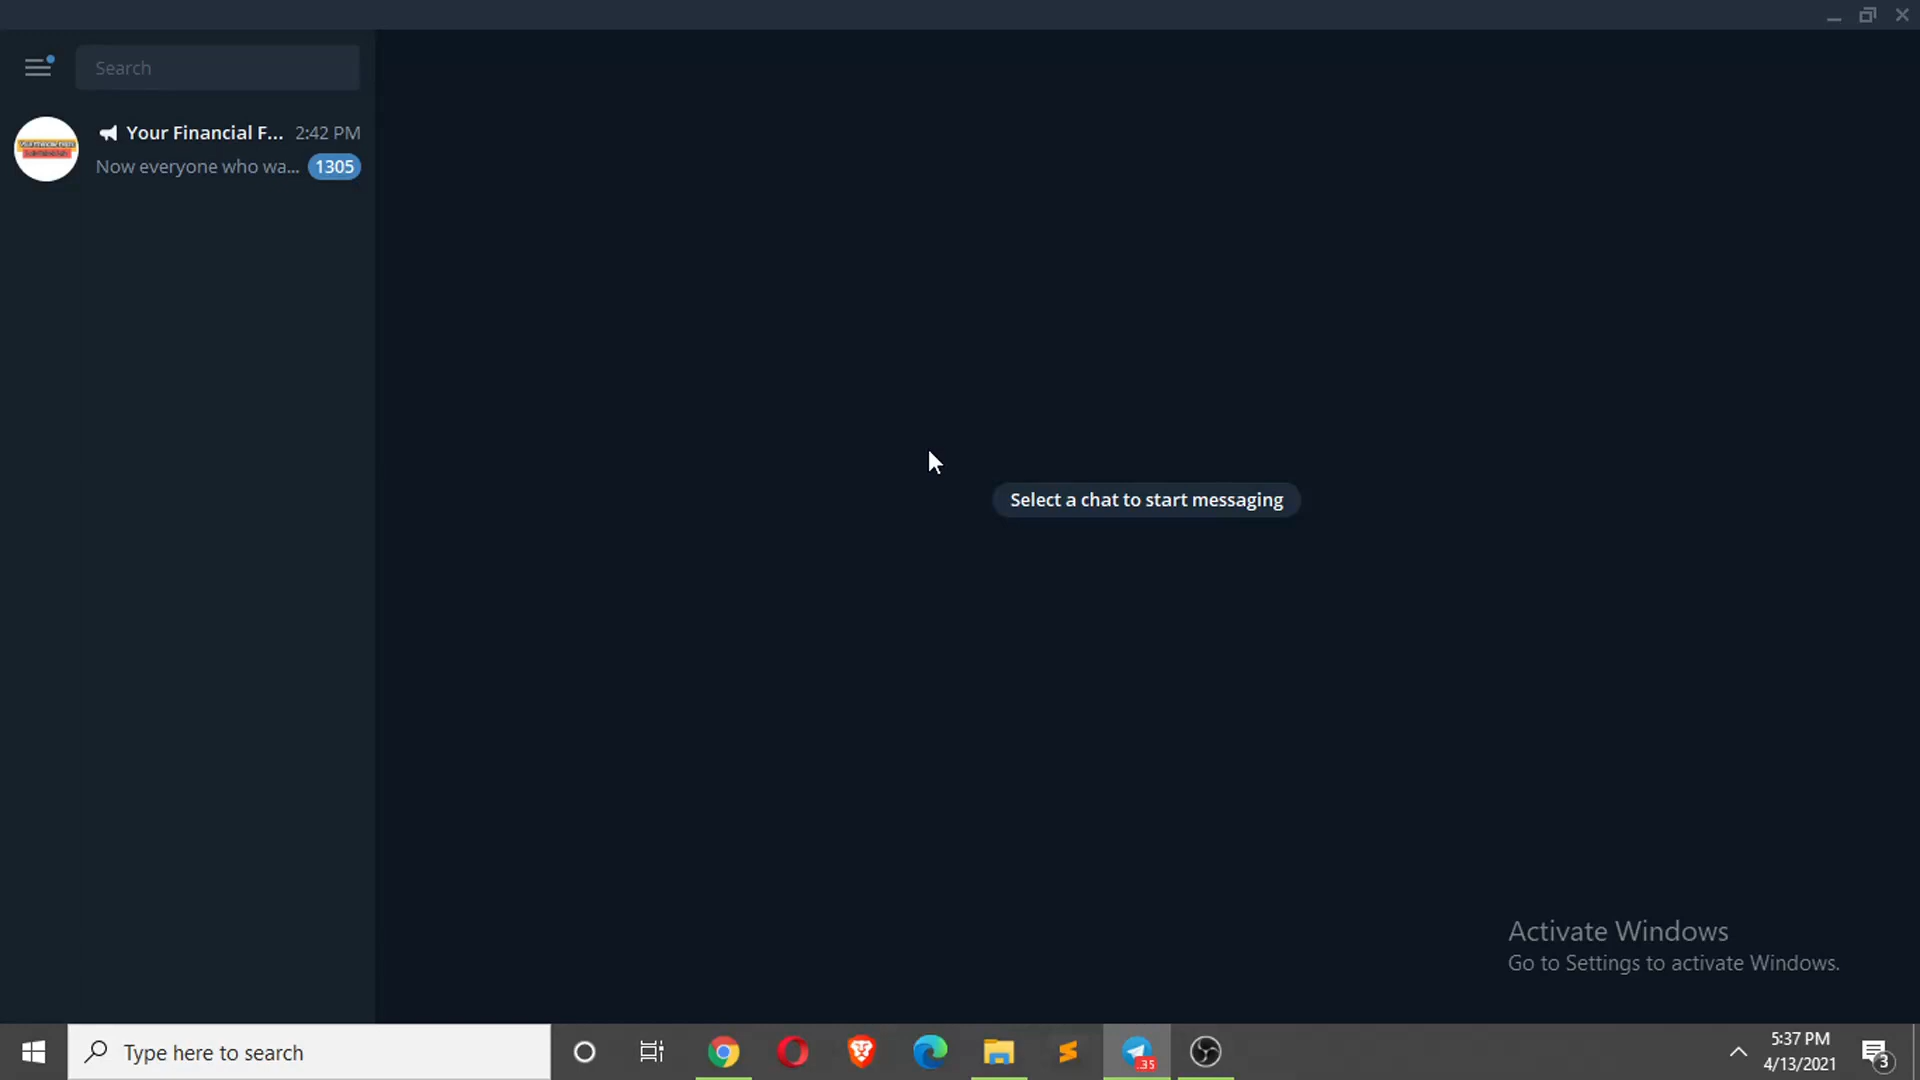 Search
Your Financial F... 2:42 PM
Now everyone who wa... 1305
Select a chat to start messaging
Activate Windows
Go to Settings to activate Windows.
Type here to search
..35
5:37 PM
4/13/2021
3